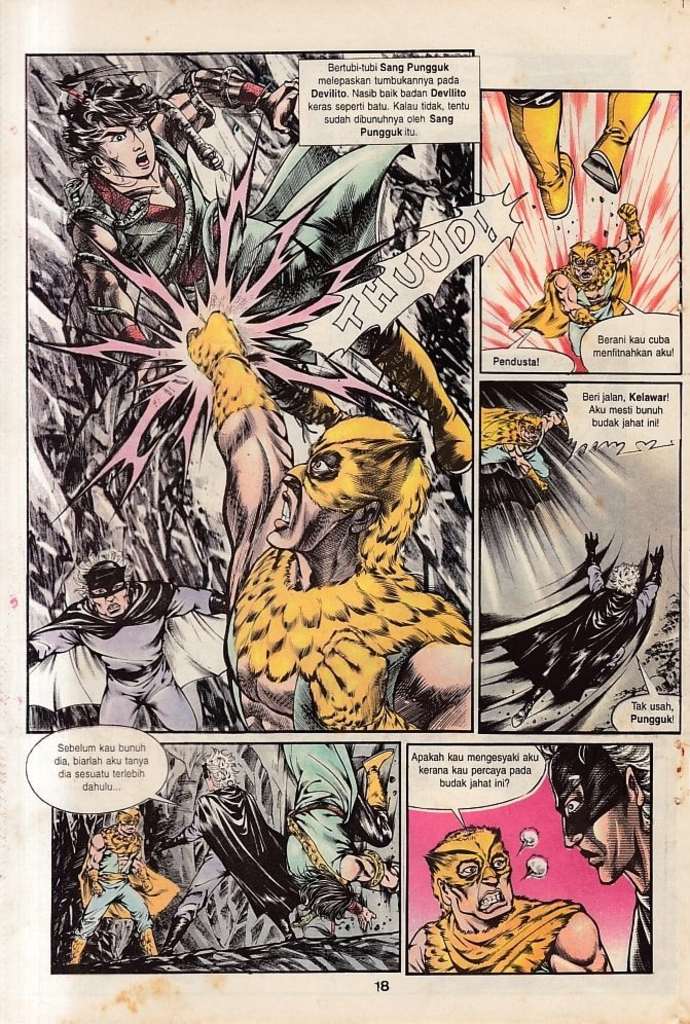 Bertubi-tubi Sang Pungguk
melepaskan tumbukannya pada
Devilito. Nasib baik badan Devilito
keras seperti batu. Kalau tidak, tentu
sudah dibunuhnya oleh Sang
Pungguk itu.
THUUD!
Pendusta!
Berani kau cuba
menfitnahkan aku!
Beri jalan, Kelawar!
Aku mesti bunuh
budak jahat ini!
Tak usah,
Pungguk!
Sebelum kau bunuh
dia, biarlah aku tanya
dia sesuatu terlebih
dahulu...
Apakah kau mengesyaki aku
kerana kau percaya pada
budak jahat ini?
18